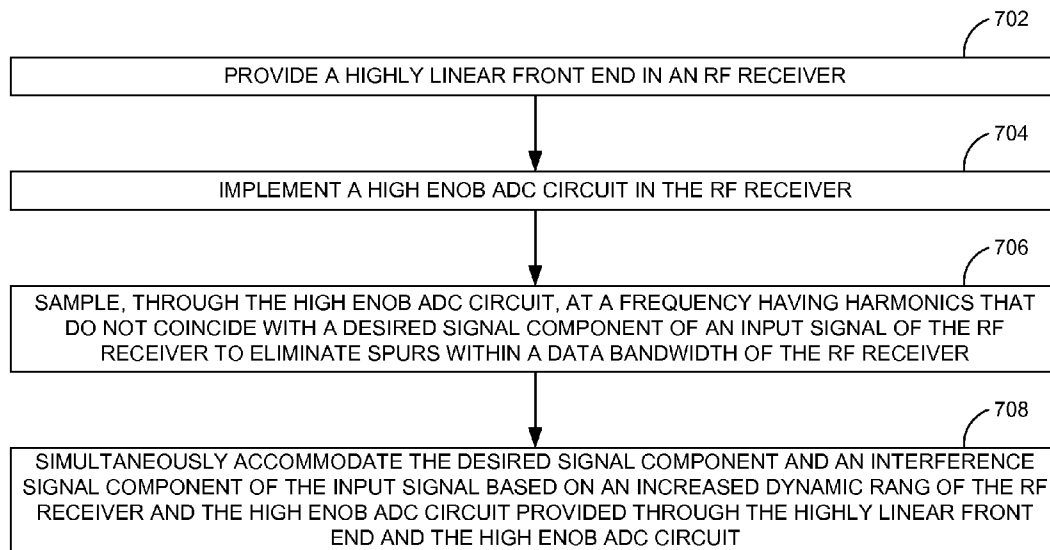 702
PROVIDE A HIGHLY LINEAR FRONT END IN AN RF RECEIVER
704
IMPLEMENT A HIGH ENOB ADC CIRCUIT IN THE RF RECEIVER
706
SAMPLE, THROUGH THE HIGH ENOB ADC CIRCUIT, AT A FREQUENCY HAVING HARMONICS THAT
DO NOT COINCIDE WITH A DESIRED SIGNAL COMPONENT OF AN INPUT SIGNAL OF THE RF
RECEIVER TO ELIMINATE SPURS WITHIN A DATA BANDWIDTH OF THE RF RECEIVER
708
SIMULTANEOUSLY ACCOMMODATE THE DESIRED SIGNAL COMPONENT AND AN INTERFERENCE
SIGNAL COMPONENT OF THE INPUT SIGNAL BASED ON AN INCREASED DYNAMIC RANG OF THE RF
RECEIVER AND THE HIGH ENOB ADC CIRCUIT PROVIDED THROUGH THE HIGHLY LINEAR FRONT
END AND THE HIGH ENOB ADC CIRCUIT